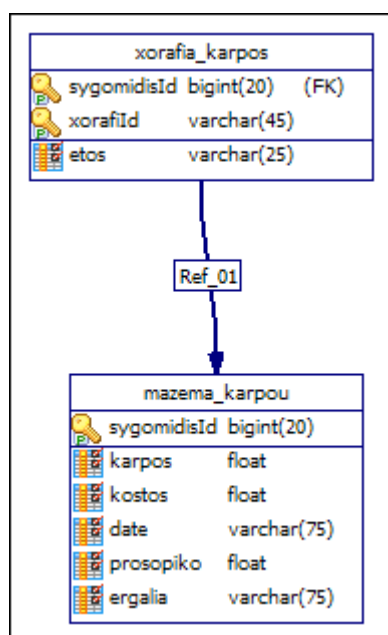 xorafia_karpos
sygomidisId bigint(20) (FK)
xorafiId varchar(45)
etos varchar(25)
Ref_01
mazema_karpou
sygomidisId bigint(20)
karpos float
kostos float
date varchar(75)
prosopiko float
ergalia varchar(75)